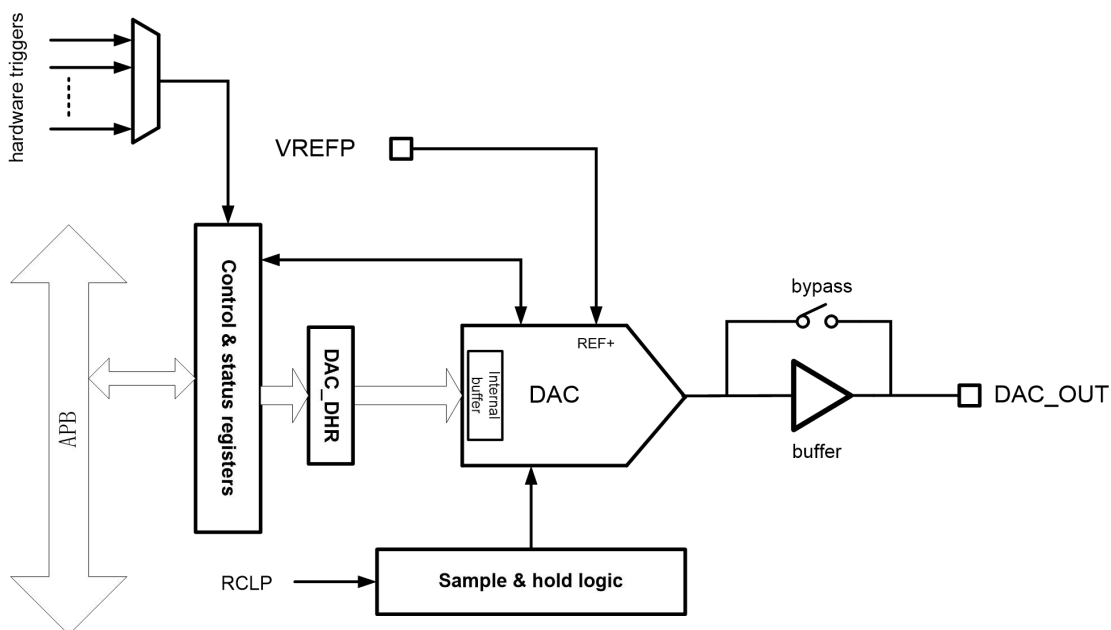 hardware triggers
VREFP
bypass
Control & status registers
REF+
DAC_DHR
Internal
buffer
DAC
DAC_OUT
APB
buffer
RCLP
Sample & hold logic